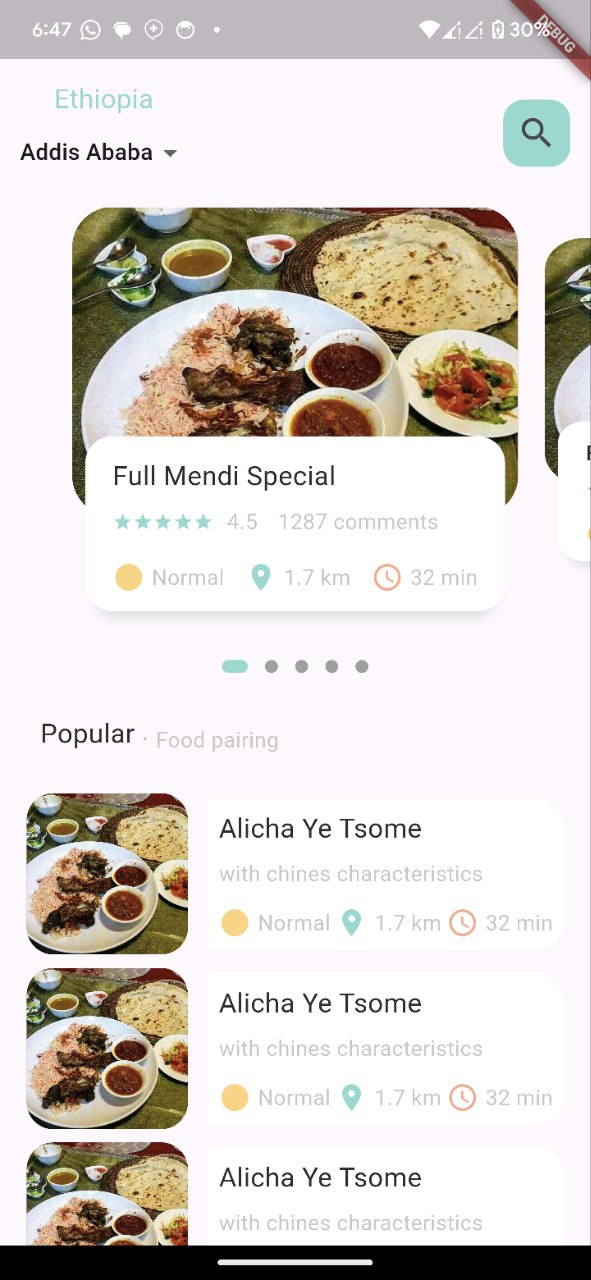 6:47
30%
DEBUG
Ethiopia
Addis Ababa
Full Mendi Special
4.5 1287 comments
Normal 1.7 km 32 min
Popular · Food pairing
Alicha Ye Tsome
with chines characteristics
Normal 1.7 km 32 min
Alicha Ye Tsome
with chines characteristics
Normal 1.7 km 32 min
Alicha Ye Tsome
with chines characteristics